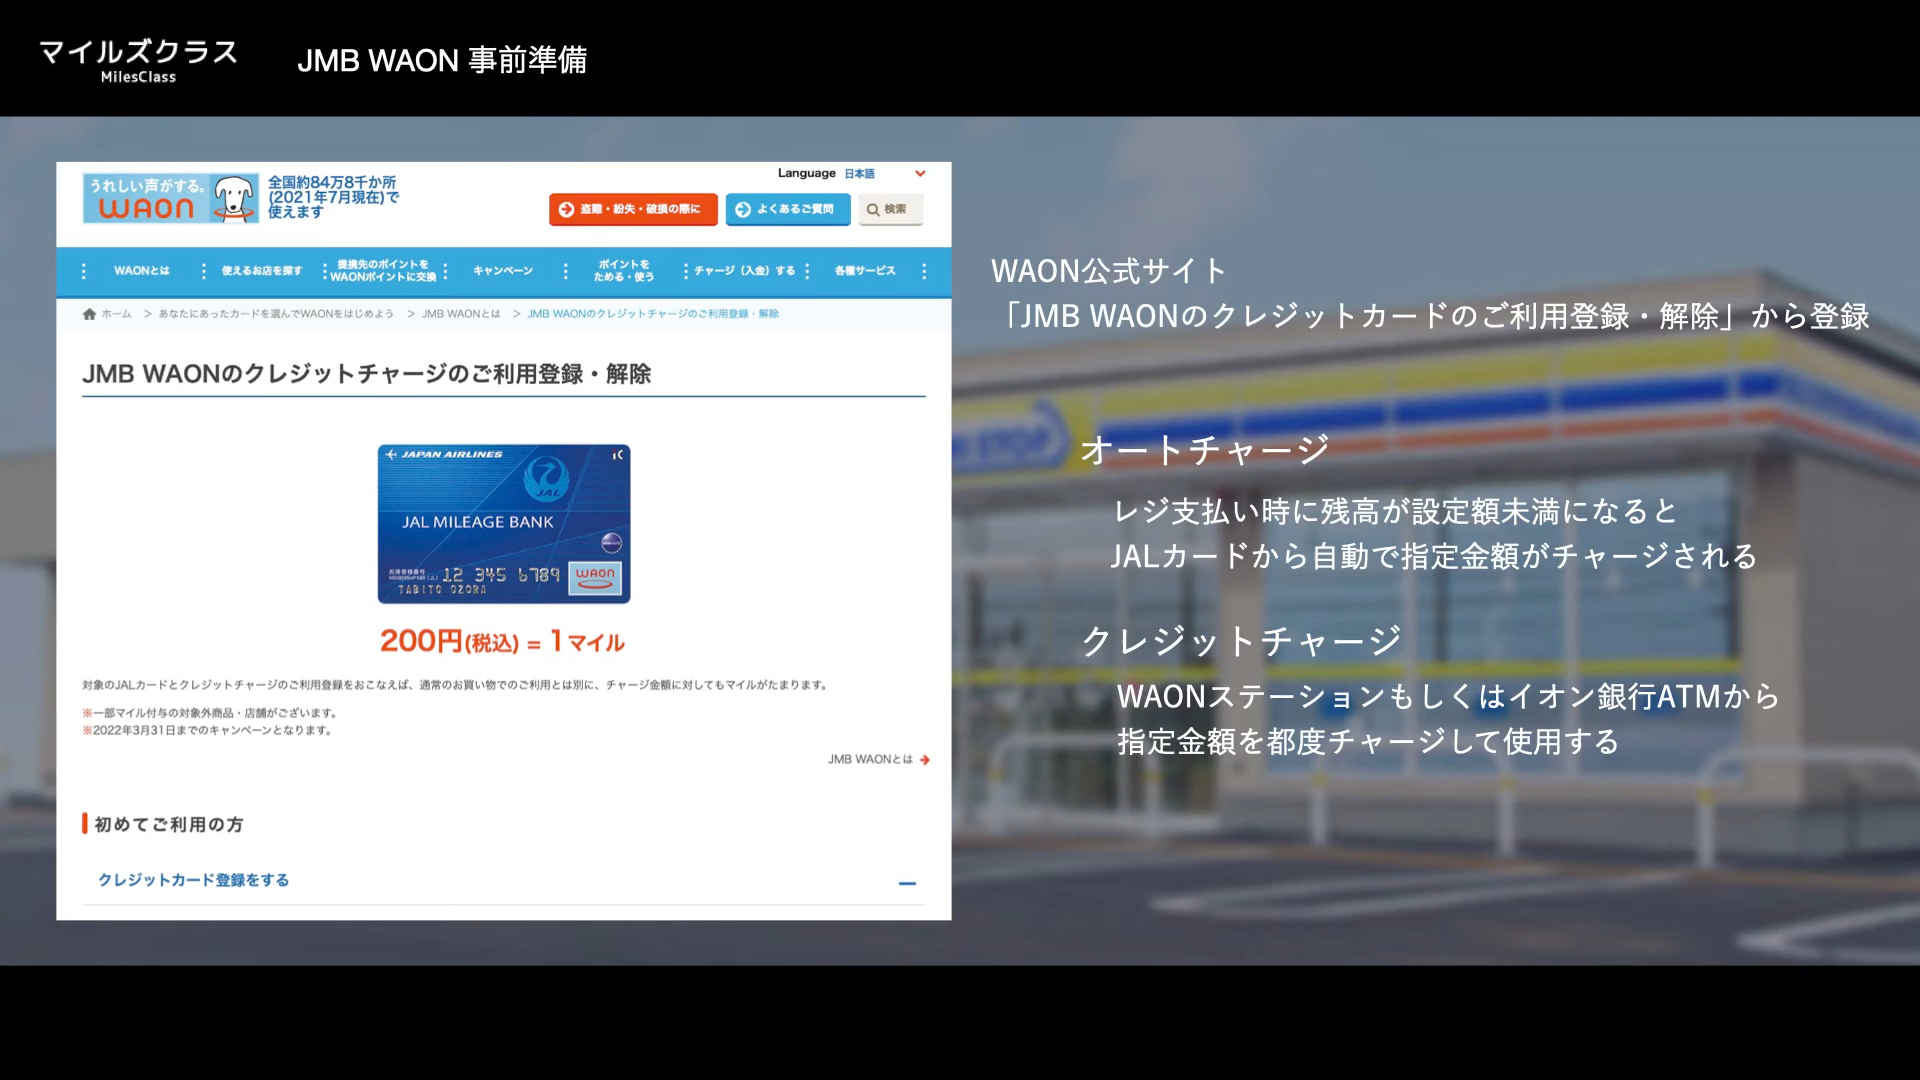 マイルズクラス
MilesClass
JMB WAON 事前準備
うれしい声がする。
WAON
全国約84万8千か所
(2021年7月現在)で
使えます
Language 日本語
盗難・紛失・破損の際に
よくあるご質問
検索
WAONとは
使えるお店を探す
提携先のポイントを
WAONポイントに交換
キャンペーン
ポイントを
ためる・使う
チャージ（入金）する
各種サービス
ホーム > あなたにあったカードを選んでWAONをはじめよう > JMB WAONとは > JMB WAONのクレジットチャージのご利用登録・解除
JMB WAONのクレジットチャージのご利用登録・解除
JAPAN AIRLINES
JAL
JAL MILEAGE BANK
お得意様番号
12 345 6789
TABITO OZORA
WAON
200円(税込) = 1マイル
対象のJALカードとクレジットチャージのご利用登録をおこなえば、通常のお買い物でのご利用とは別に、チャージ金額に対してもマイルがたまります。
※一部マイル付与の対象外商品・店舗がございます。
※2022年3月31日までのキャンペーンとなります。
JMB WAONとは
初めてご利用の方
クレジットカード登録をする
WAON公式サイト
「JMB WAONのクレジットカードのご利用登録・解除」から登録
オートチャージ
レジ支払い時に残高が設定額未満になると
JALカードから自動で指定金額がチャージされる
クレジットチャージ
WAONステーションもしくはイオン銀行ATMから
指定金額を都度チャージして使用する